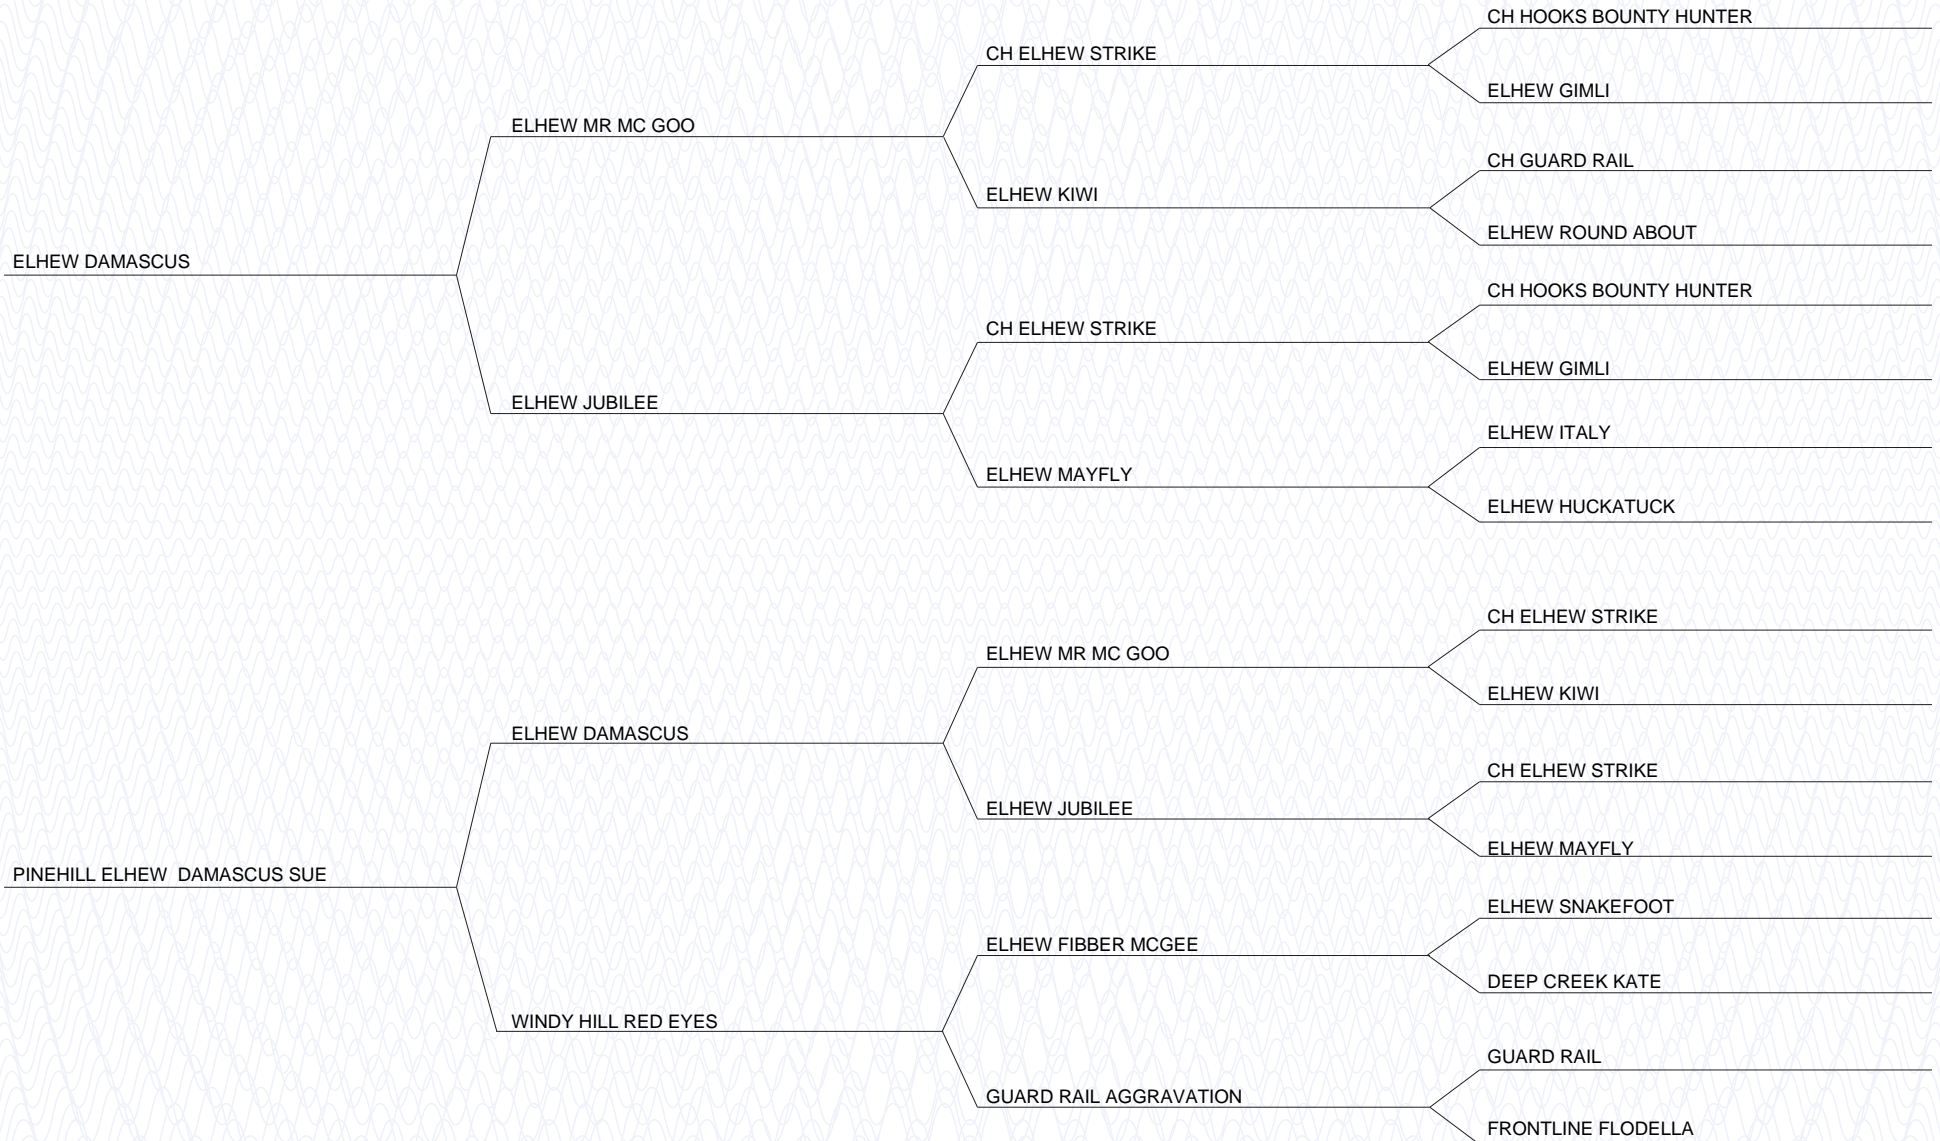 CH HOOKS BOUNTY HUNTER
CH ELHEW STRIKE
ELHEW GIMLI
ELHEW MR MC GOO
CH GUARD RAIL
ELHEW KIWI
ELHEW ROUND ABOUT
ELHEW DAMASCUS
CH HOOKS BOUNTY HUNTER
CH ELHEW STRIKE
ELHEW GIMLI
ELHEW JUBILEE
ELHEW ITALY
ELHEW MAYFLY
ELHEW HUCKATUCK
CH ELHEW STRIKE
ELHEW MR MC GOO
ELHEW KIWI
ELHEW DAMASCUS
CH ELHEW STRIKE
ELHEW JUBILEE
ELHEW MAYFLY
PINEHILL ELHEW  DAMASCUS SUE
ELHEW SNAKEFOOT
ELHEW FIBBER MCGEE
DEEP CREEK KATE
WINDY HILL RED EYES
GUARD RAIL
GUARD RAIL AGGRAVATION
FRONTLINE FLODELLA